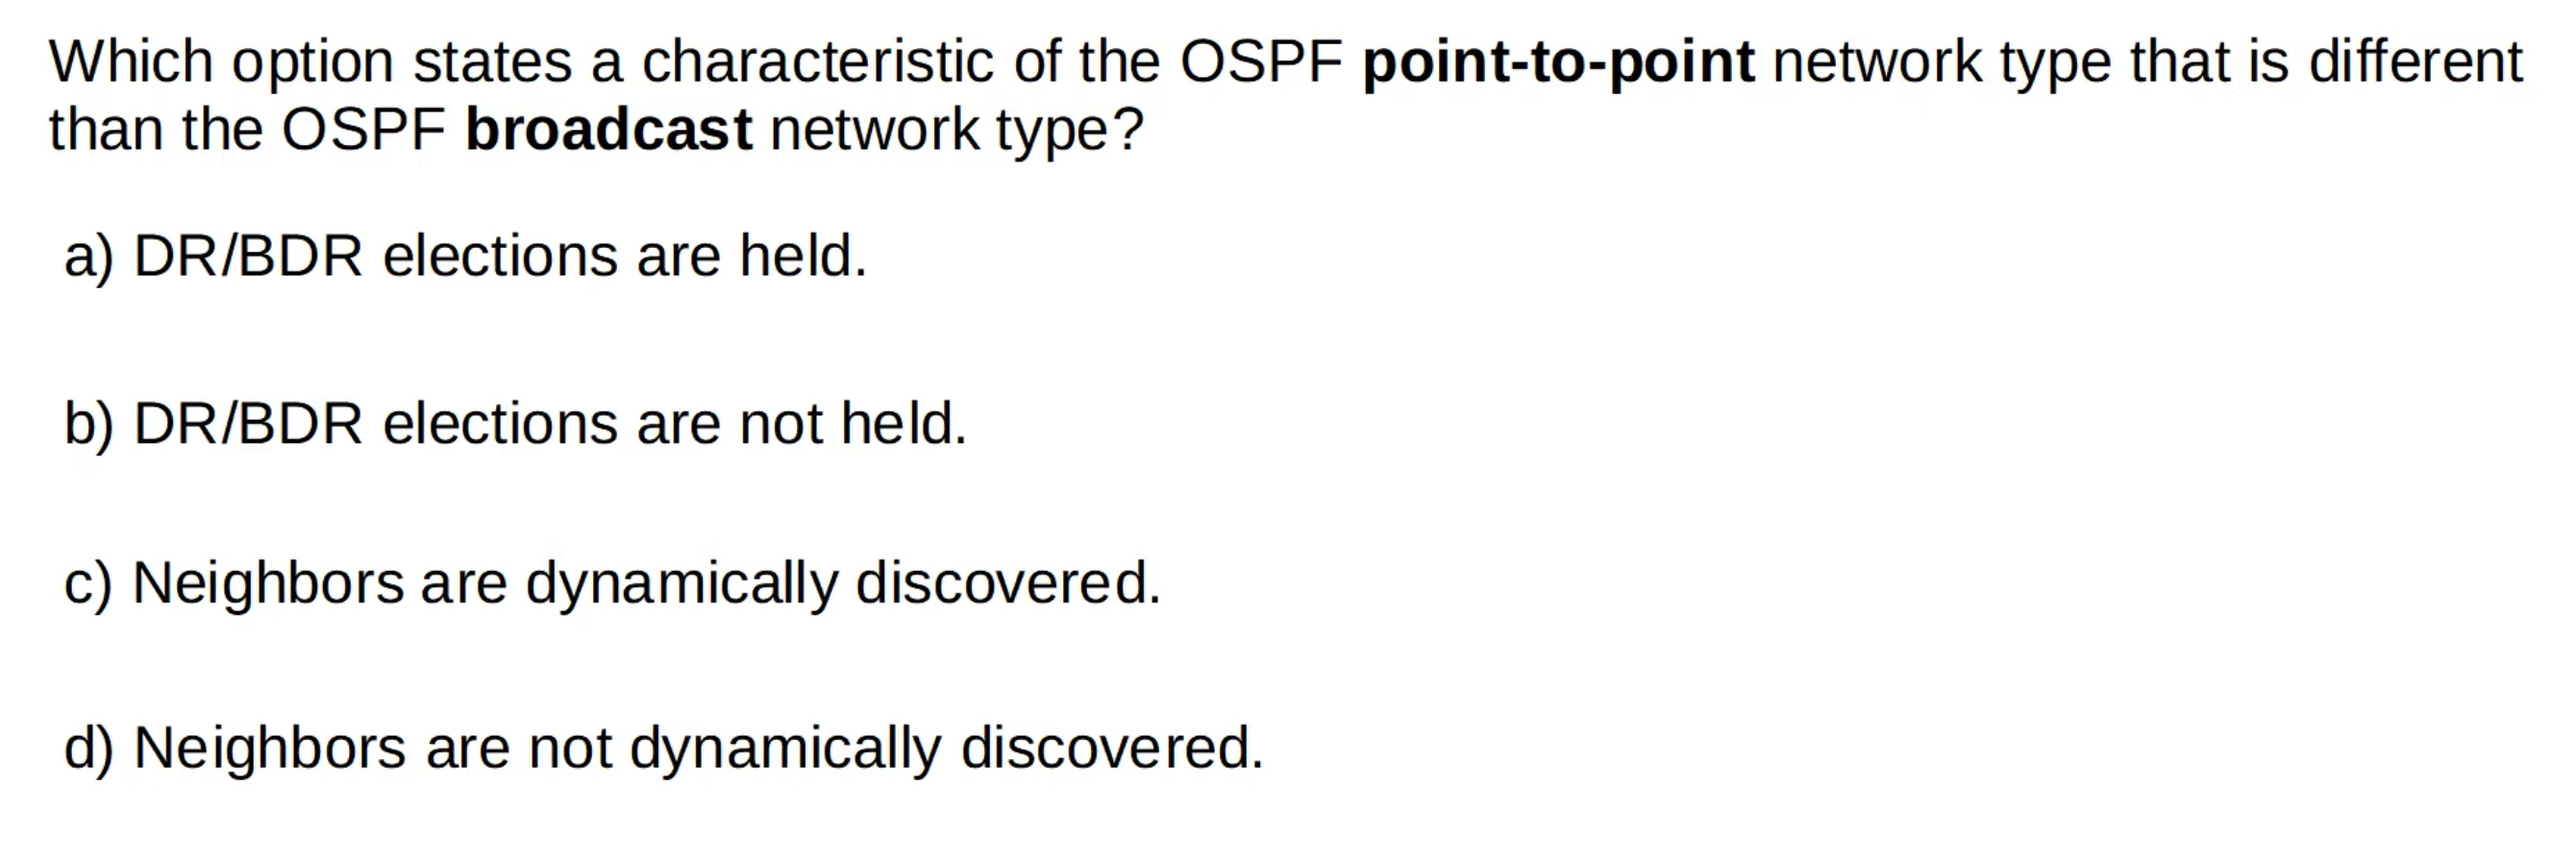 Which option states a characteristic of the OSPF point-to-point network type that is different
than the OSPF broadcast network type?
a) DR/BDR elections are held.
b) DR/BDR elections are not held.
c) Neighbors are dynamically discovered.
d) Neighbors are not dynamically discovered.